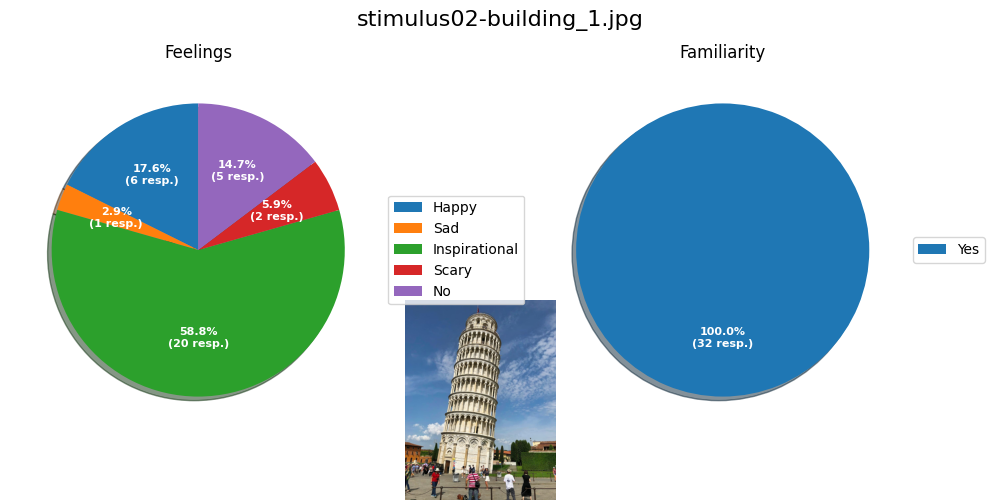 stimulus02-building_1.jpg
Feelings
17.6%
(6 resp.)
2.9%
(1 resp.)
58.8%
(20 resp.)
5.9%
(2 resp.)
14.7%
(5 resp.)
Happy
Sad
Inspirational
Scary
No
Familiarity
100.0%
(32 resp.)
Yes